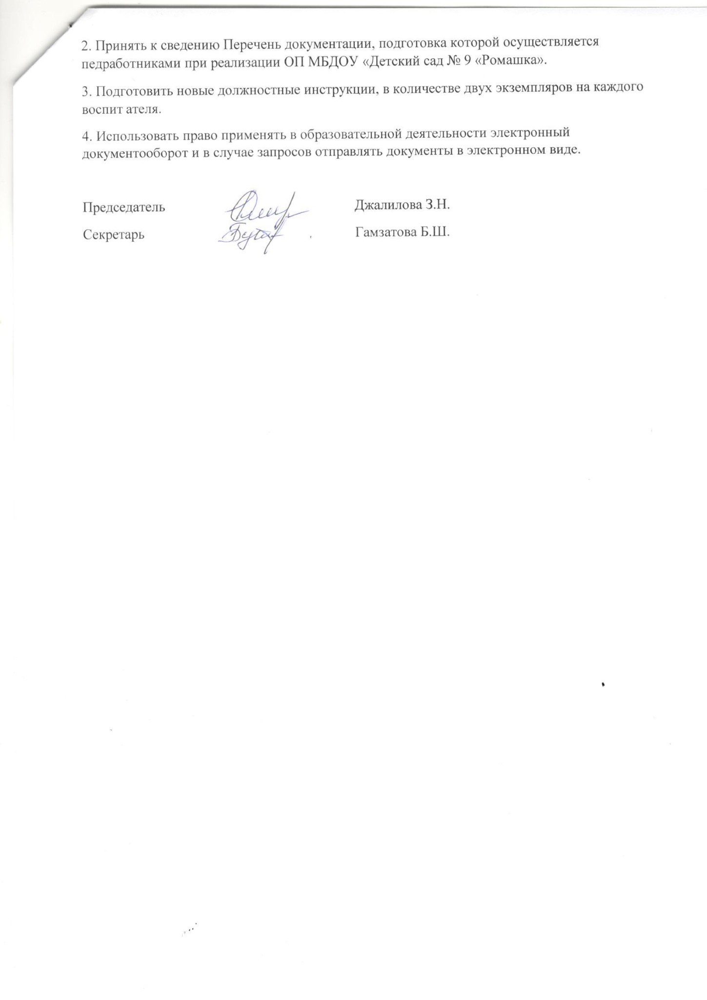 2. Принять к сведению Перечень документации, подготовка которой осуществляется
педработниками при реализации ОП МБДОУ «Детский сад № 9 «Ромашка».
3. Подготовить новые должностные инструкции, в количестве двух экземпляров на каждого
воспит ателя.
4. Использовать право применять в образовательной деятельности электронный
документооборот и в случае запросов отправлять документы в электронном виде.
Председатель Джалилова З.Н.
Секретарь Гамзатова Б.Ш.